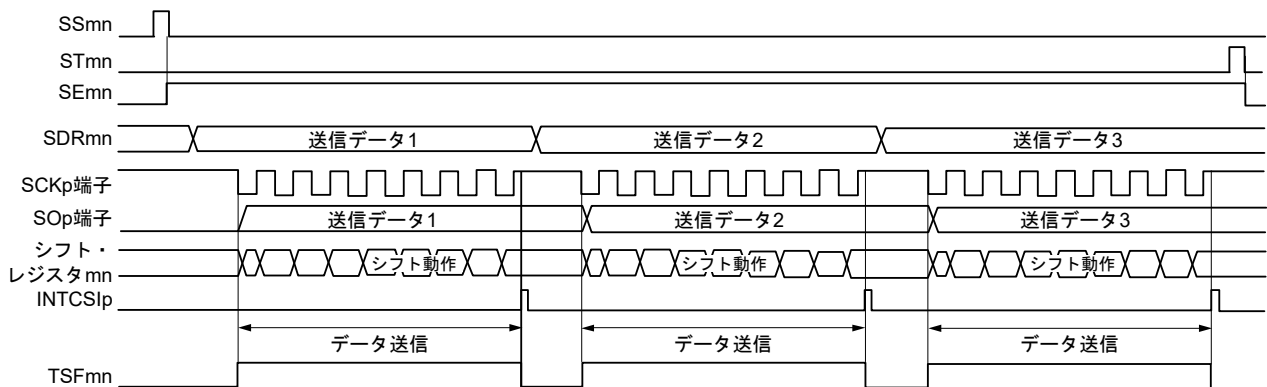 SSmn
STmn
SEmn
SDRmn 送信データ1 送信データ2 送信データ3
SCKp端子
SOp端子 送信データ1 送信データ2 送信データ3
シフト・
レジスタmn シフト動作 シフト動作 シフト動作
INTCSIp
データ送信 データ送信 データ送信
TSFmn